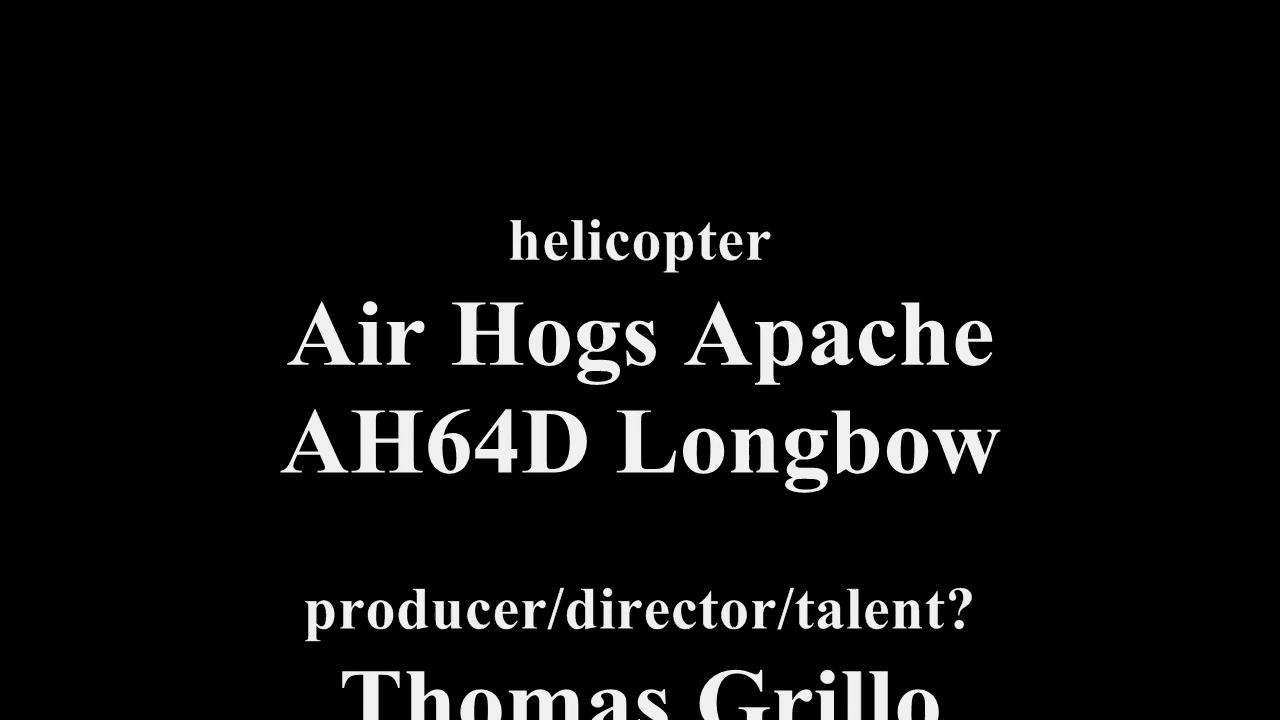 helicopter
Air Hogs Apache
AH64D Longbow
producer/director/talent?
Thomas Grillo